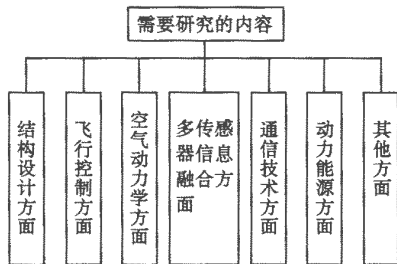 需要研究的内容
结构设计方面
飞行控制方面
空气动力学方面
多传感
器信息
融合方
面
通信技术方面
动力能源方面
其他方面